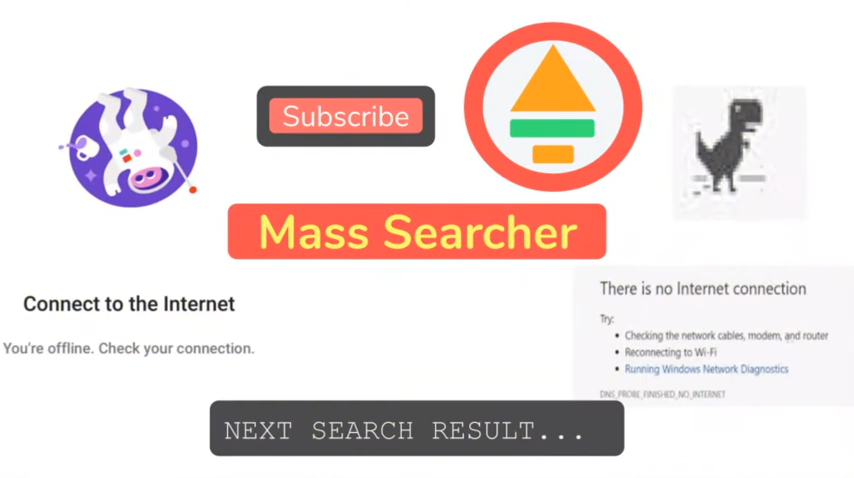 Subscribe
Mass Searcher
Connect to the Internet
You're offline. Check your connection.
There is no Internet connection
Try:
• Checking the network cables, modem, and router
• Reconnecting to Wi-Fi
• Running Windows Network Diagnostics
DNS_PROBE_FINISHED_NO_INTERNET
NEXT SEARCH RESULT...